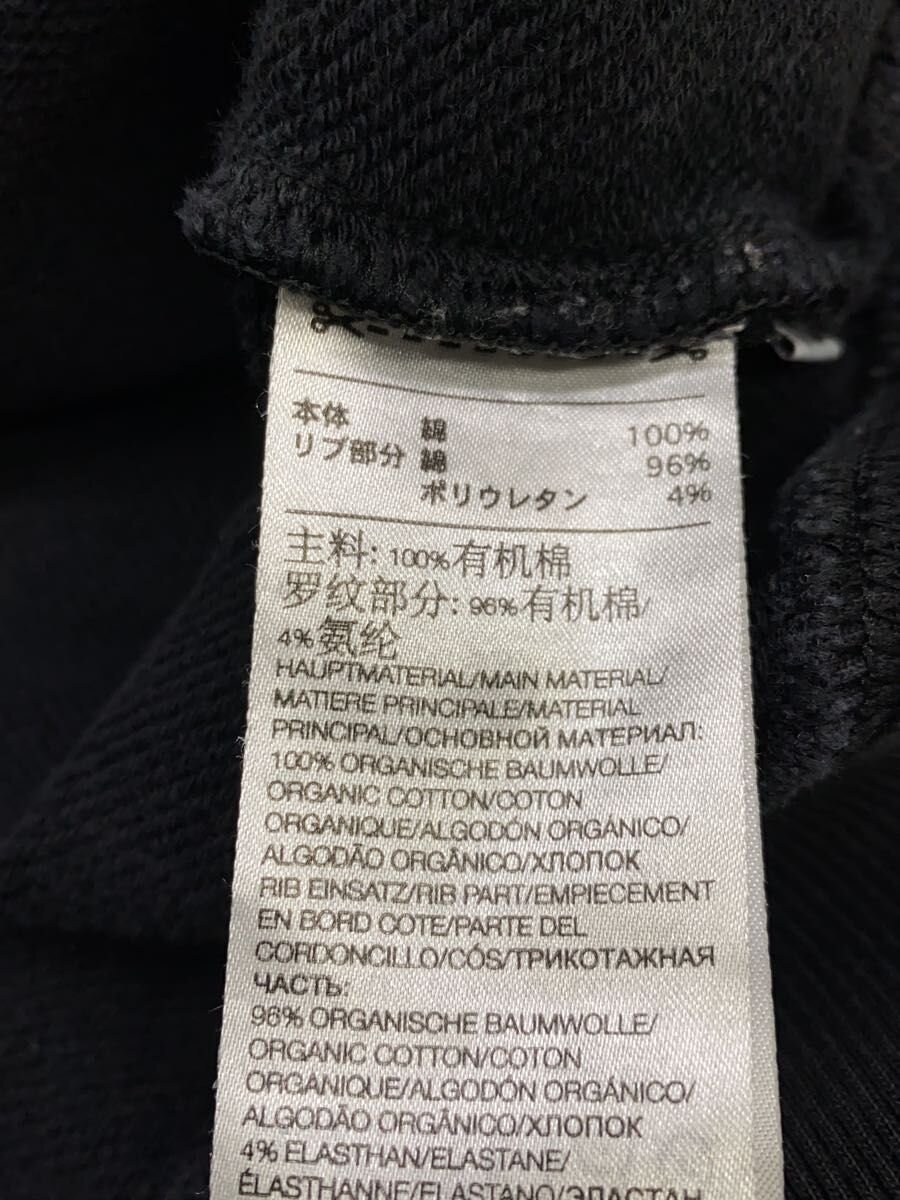 本体 綿 100%
リブ部分 綿 96%
ポリウレタン 4%
主料: 100%有机棉
罗纹部分: 96%有机棉/
4%氨纶
HAUPTMATERIAL/MAIN MATERIAL/
MATIERE PRINCIPALE/MATERIAL
PRINCIPAL/ОСНОВНОЙ МАТЕРИАЛ:
100% ORGANISCHE BAUMWOLLE/
ORGANIC COTTON/COTON
ORGANIQUE/ALGODÓN ORGÁNICO/
ALGODÃO ORGÂNICO/ХЛОПОК
RIB EINSATZ/RIB PART/EMPIECEMENT
EN BORD COTE/PARTE DEL
CORDONCILLO/CÓS/ТРИКОТАЖНАЯ
ЧАСТЬ:
96% ORGANISCHE BAUMWOLLE/
ORGANIC COTTON/COTON
ORGANIQUE/ALGODÓN ORGÁNICO/
ALGODÃO ORGÂNICO/ХЛОПОК
4% ELASTHAN/ELASTANE/
ÉLASTHANNE/ELASTANO/ЭЛАСТАН